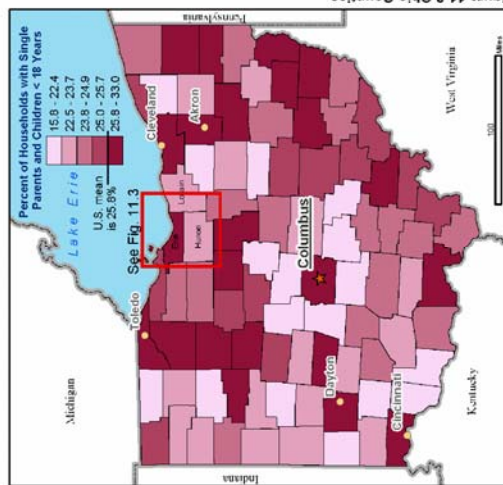 Percent of Households with Single
Parents and Children < 18 Years
15.8 - 22.4
22.5 - 23.7
23.8 - 24.9
25.0 - 25.7
25.8 - 33.0
U.S. mean
is 25.8%
Lake Erie
Michigan
Toledo
See Fig. 11.3
Cleveland
Akron
Pennsylvania
Erie
Huron
Lorain
Columbus
Indiana
Dayton
Cincinnati
Kentucky
West Virginia
100
Miles